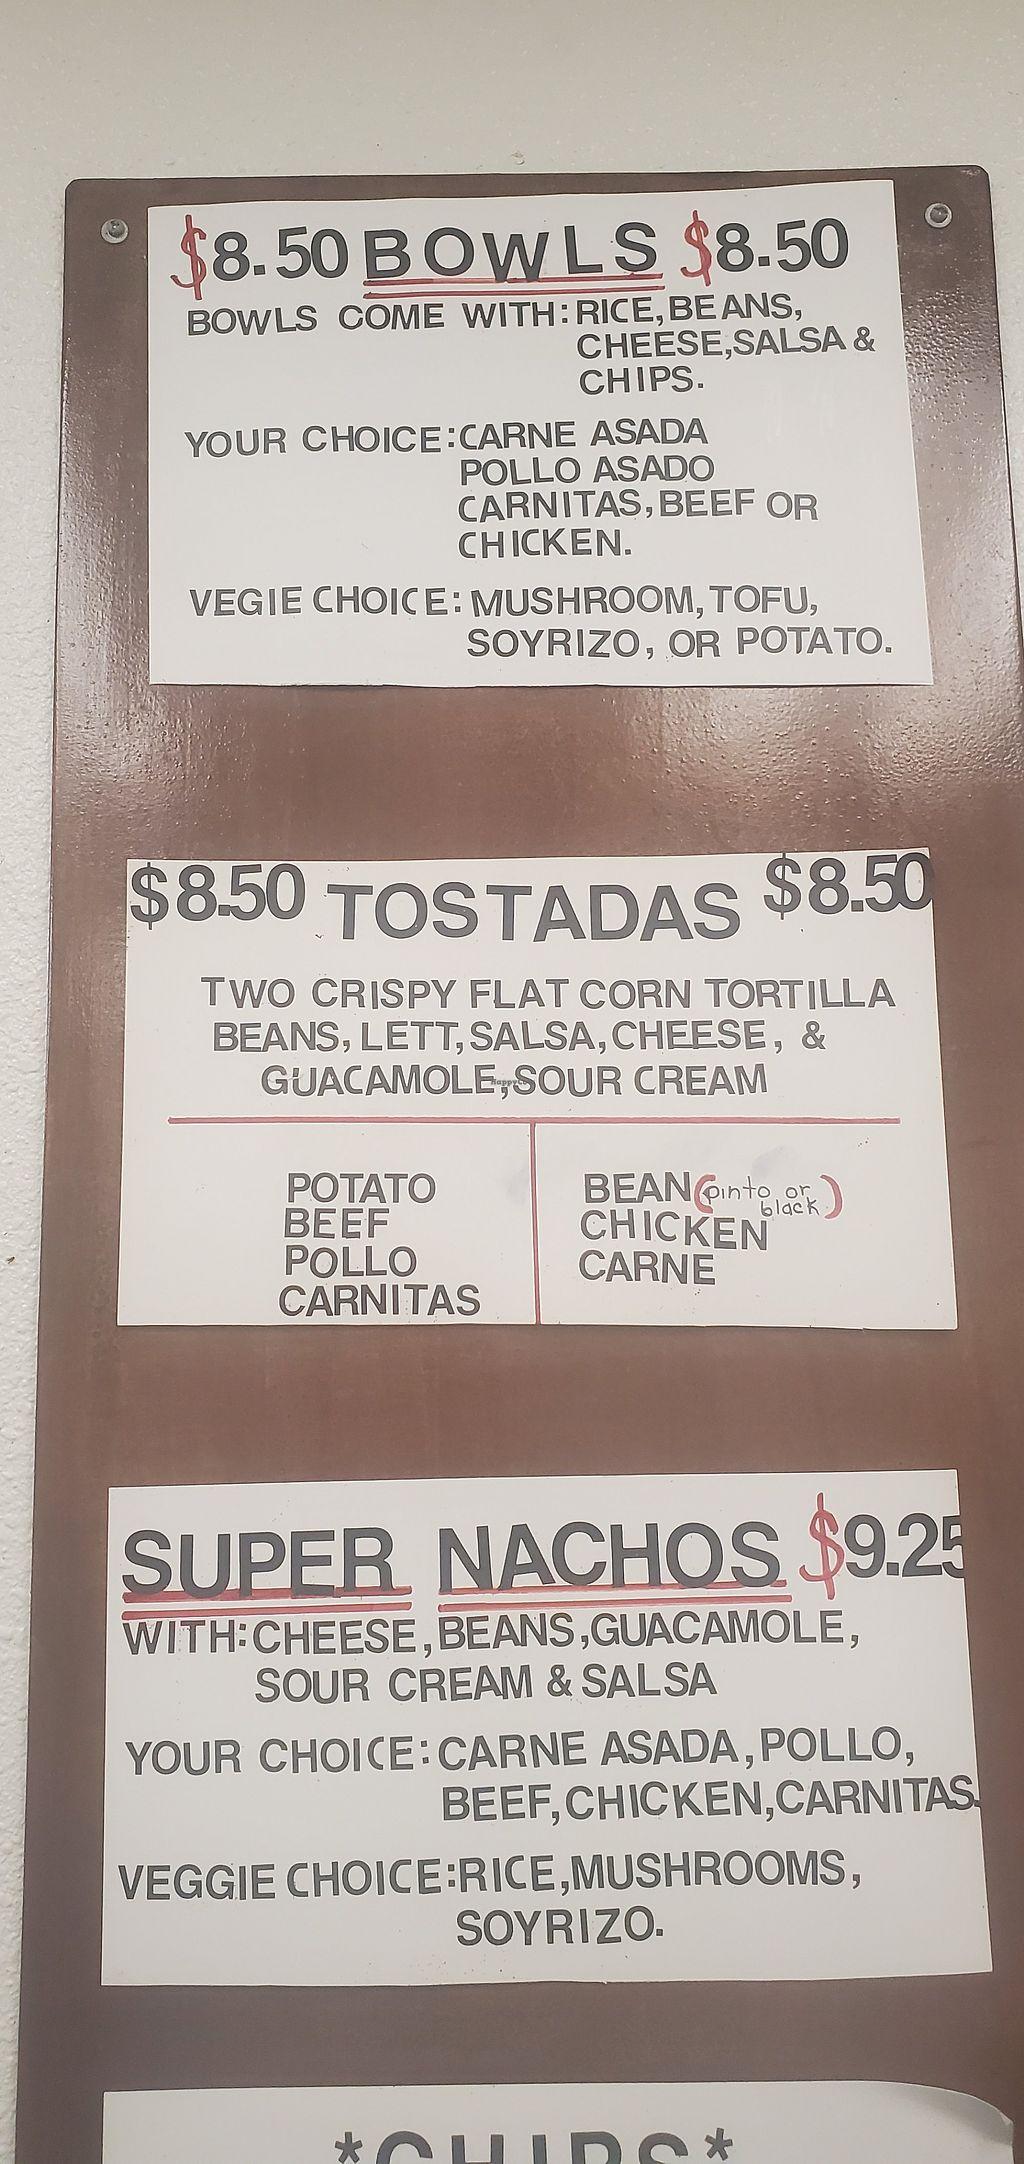 $8.50 BOWLS $8.50
BOWLS COME WITH: RICE, BEANS,
CHEESE, SALSA &
CHIPS.
YOUR CHOICE: CARNE ASADA
POLLO ASADO
CARNITAS, BEEF OR
CHICKEN.
VEGIE CHOICE: MUSHROOM, TOFU,
SOYRIZO, OR POTATO.
$8.50 TOSTADAS $8.50
TWO CRISPY FLAT CORN TORTILLA
BEANS, LETT, SALSA, CHEESE, &
GUACAMOLE, SOUR CREAM
POTATO
BEEF
POLLO
CARNITAS
BEAN (pinto or
black)
CHICKEN
CARNE
SUPER NACHOS $9.25
WITH: CHEESE, BEANS, GUACAMOLE,
SOUR CREAM & SALSA
YOUR CHOICE: CARNE ASADA, POLLO,
BEEF, CHICKEN, CARNITAS.
VEGGIE CHOICE: RICE, MUSHROOMS,
SOYRIZO.
*CHIPS*